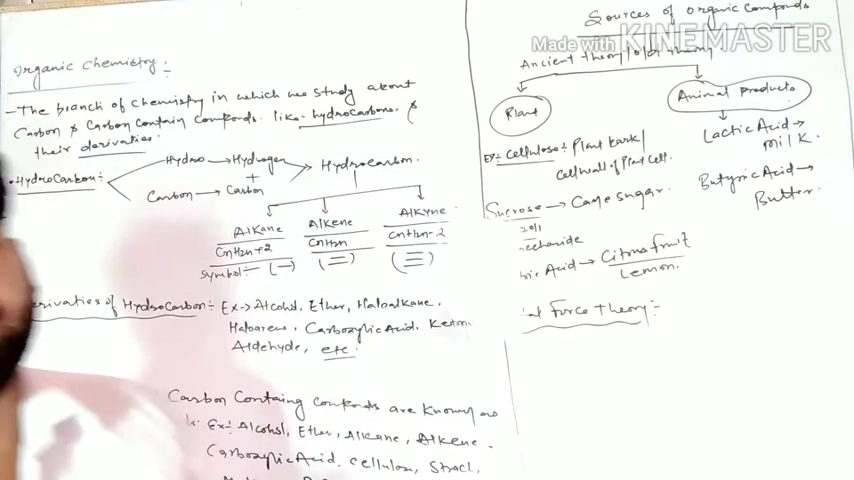 Organic Chemistry:-
- The branch of chemistry in which we study about
Carbon & Carbon contain compounds. like- hydrocarbons. &
their derivaties.
• HydroCarbon:-
Hydro → Hydrogen
+
Carbon → Carbon
Hydrocarbon.
Alkane
Alkene
Alkyne
CnH2n+2
CnH2n
CnH2n-2
Symbol:- (—)
(=)
(≡)
erivaties of HydroCarbon:- Ex→ Alcohol, Ether, Haloalkane,
Haloarene, Carboxylic Acid, Ketone
Aldehyde, etc.
Carbon Containg compounds are known as
Ex:- Alcohol, Ether, Alkane, Alkene.
Carboxylic Acid, Cellulose, Strach,
Sources of organic compounds
Made with KINEMASTER
Ancient theory/old theory
Plant
Animal Products
Ex:- Cellulose:- Plant bark/
Cell wall of Plant cell.
Sucrose → Cane sugar.
Acid → Citrus fruit
Lemon.
Lactic Acid →
milk.
Butyric Acid →
Butter.
Force theory:-